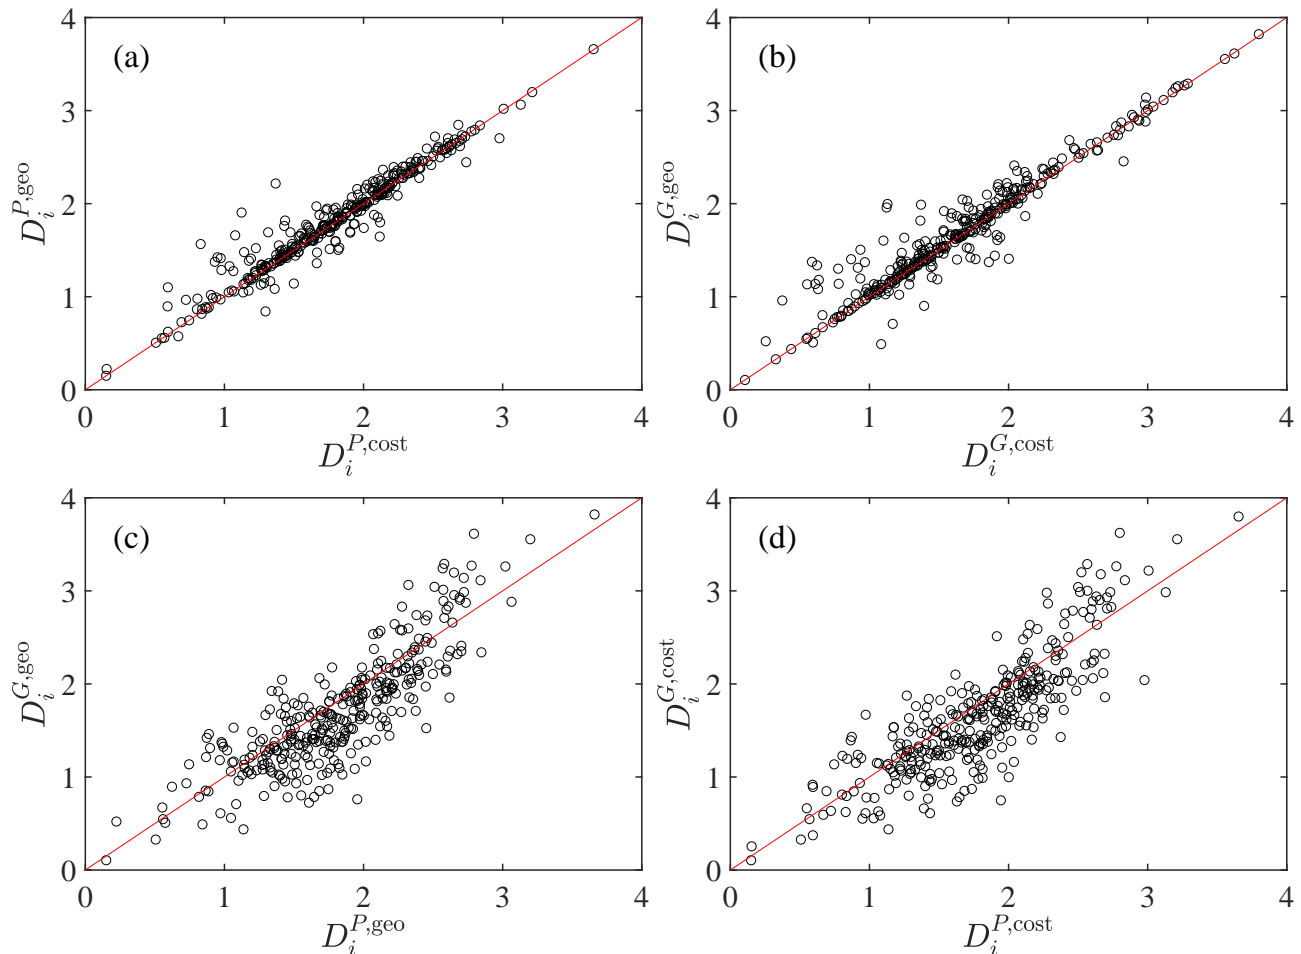 (a)
4
3
2
1
0
0 1 2 3 4
D_i^{P,geo}
D_i^{P,cost}
(b)
4
3
2
1
0
0 1 2 3 4
D_i^{G,geo}
D_i^{G,cost}
(c)
4
3
2
1
0
0 1 2 3 4
D_i^{G,geo}
D_i^{P,geo}
(d)
4
3
2
1
0
0 1 2 3 4
D_i^{G,cost}
D_i^{P,cost}